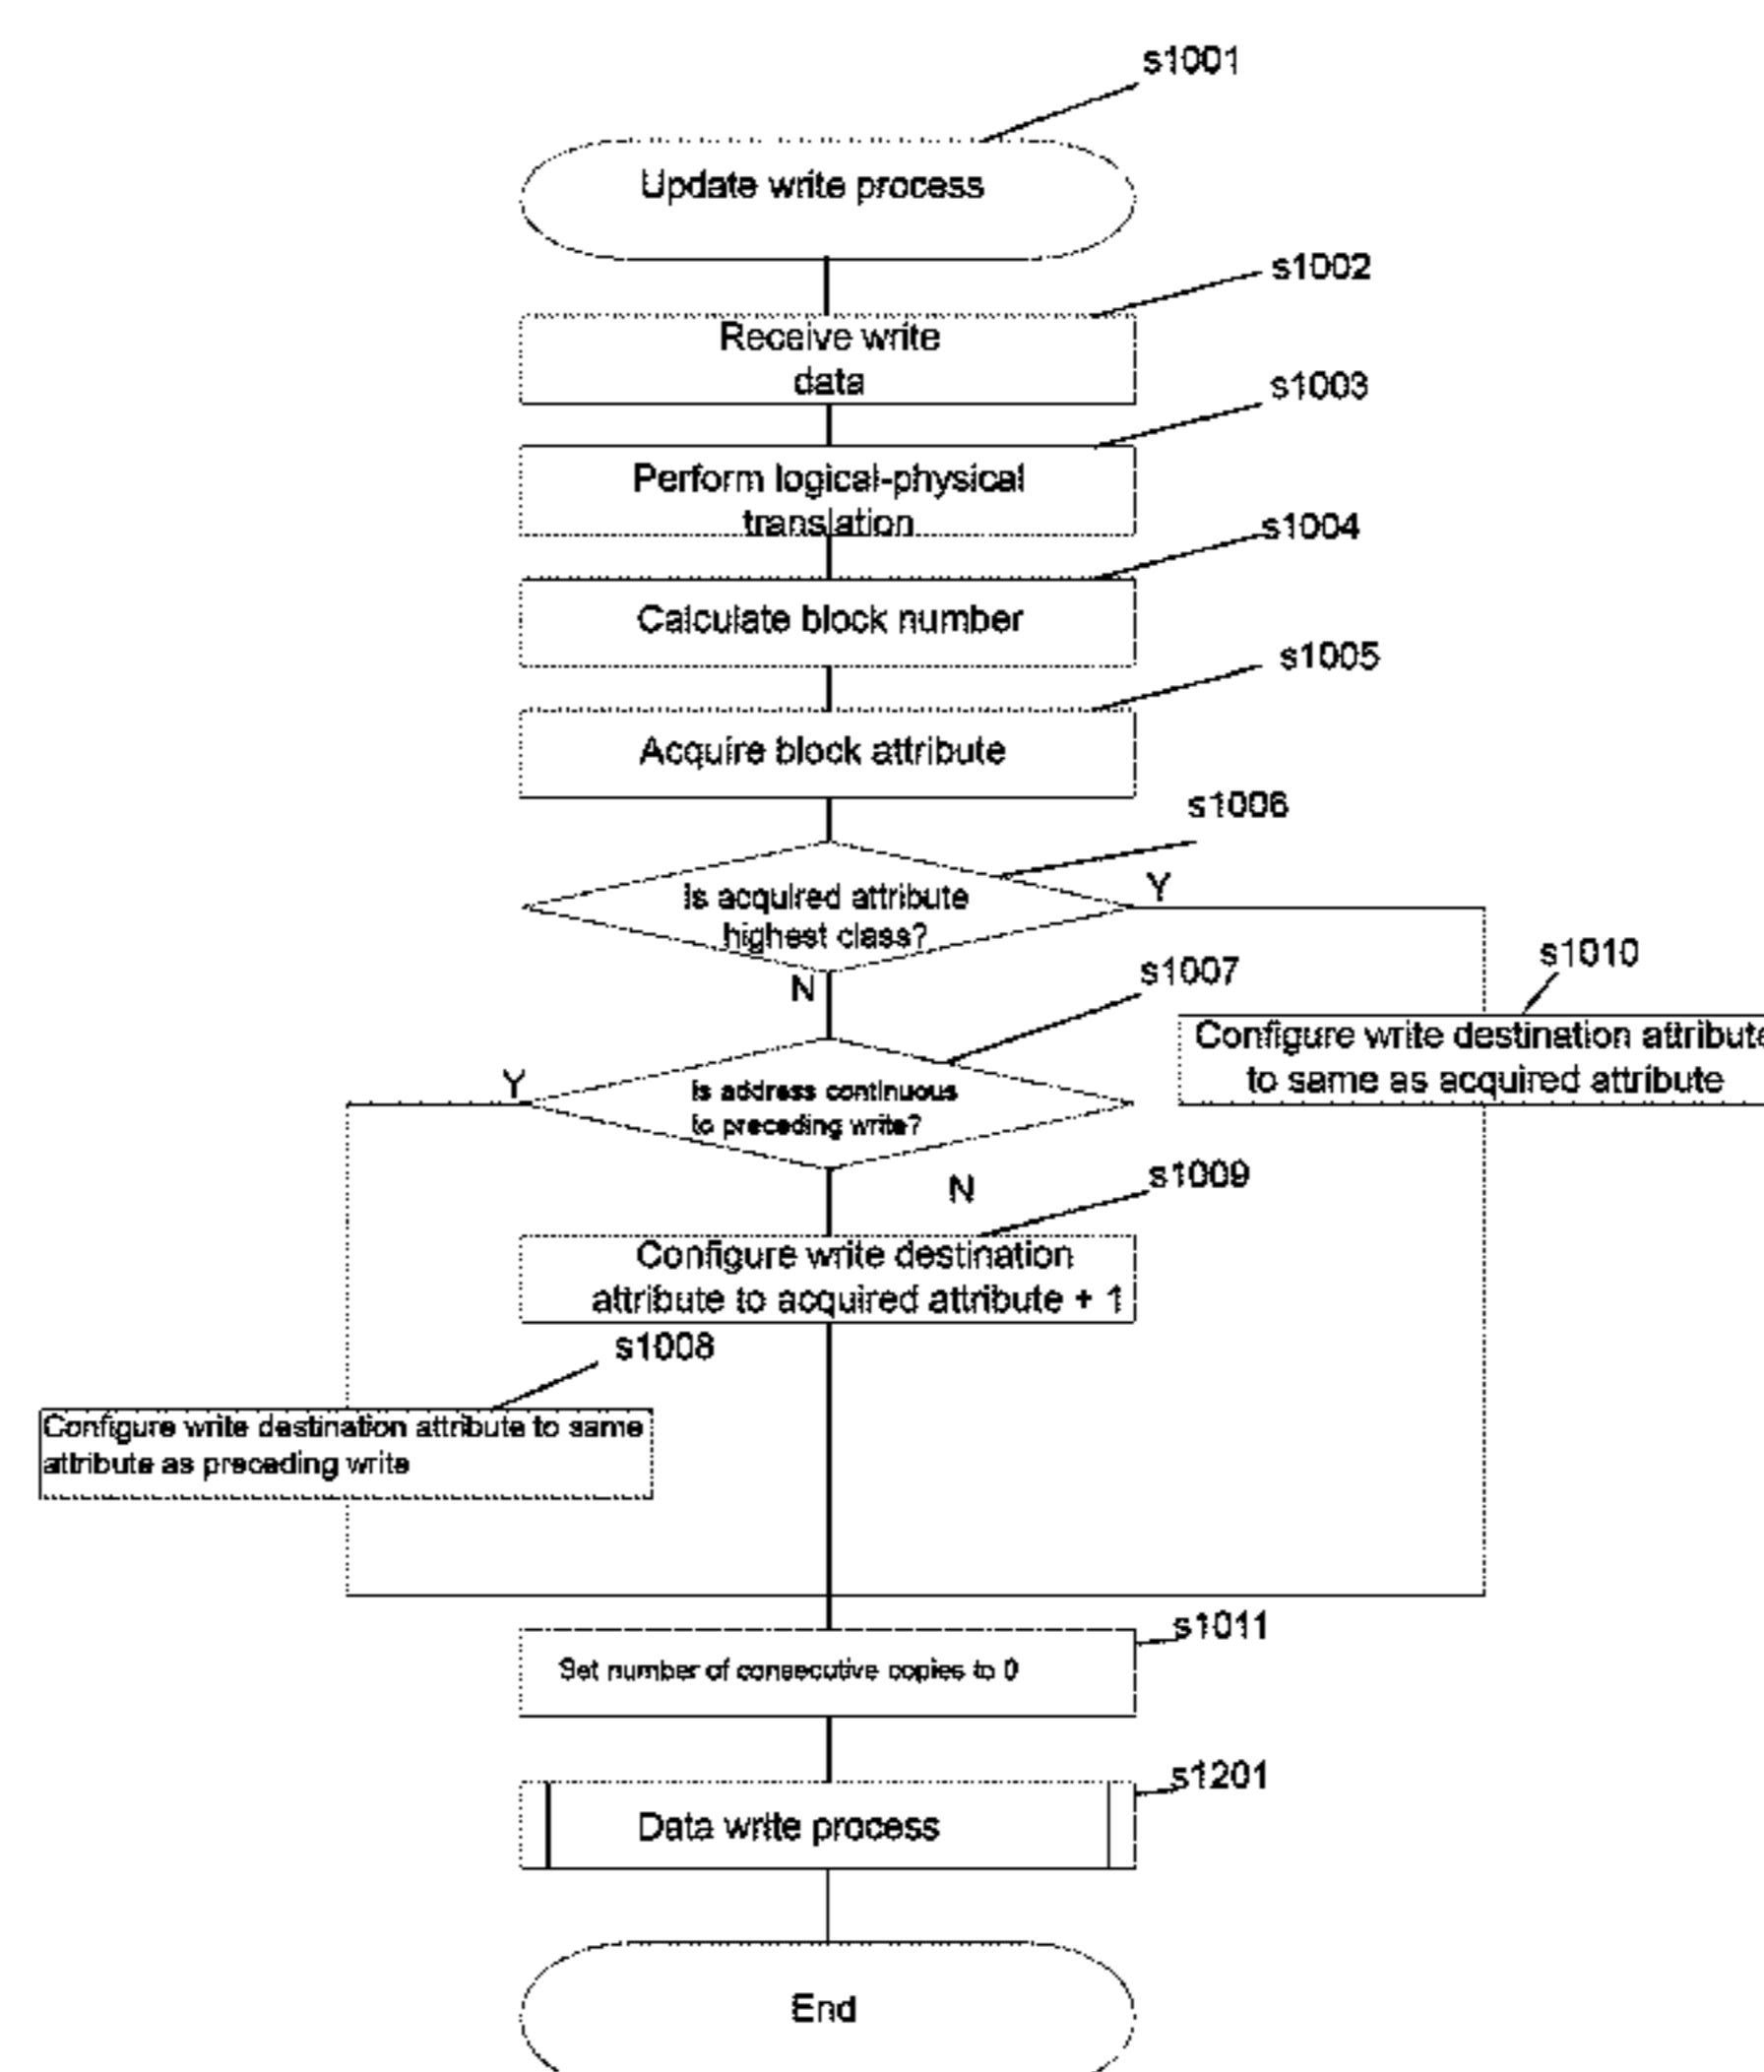 s1001
Update write process
s1002
Receive write
data
s1003
Perform logical-physical
translation
s1004
Calculate block number
s1005
Acquire block attribute
s1006
Is acquired attribute
highest class?
Y
N
s1007
s1010
Configure write destination attribute
to same as acquired attribute
Y
Is address continuous
to preceding write?
N
s1009
Configure write destination
attribute to acquired attribute + 1
s1008
Configure write destination attribute to same
attribute as preceding write
s1011
Set number of consecutive copies to 0
s1201
Data write process
End